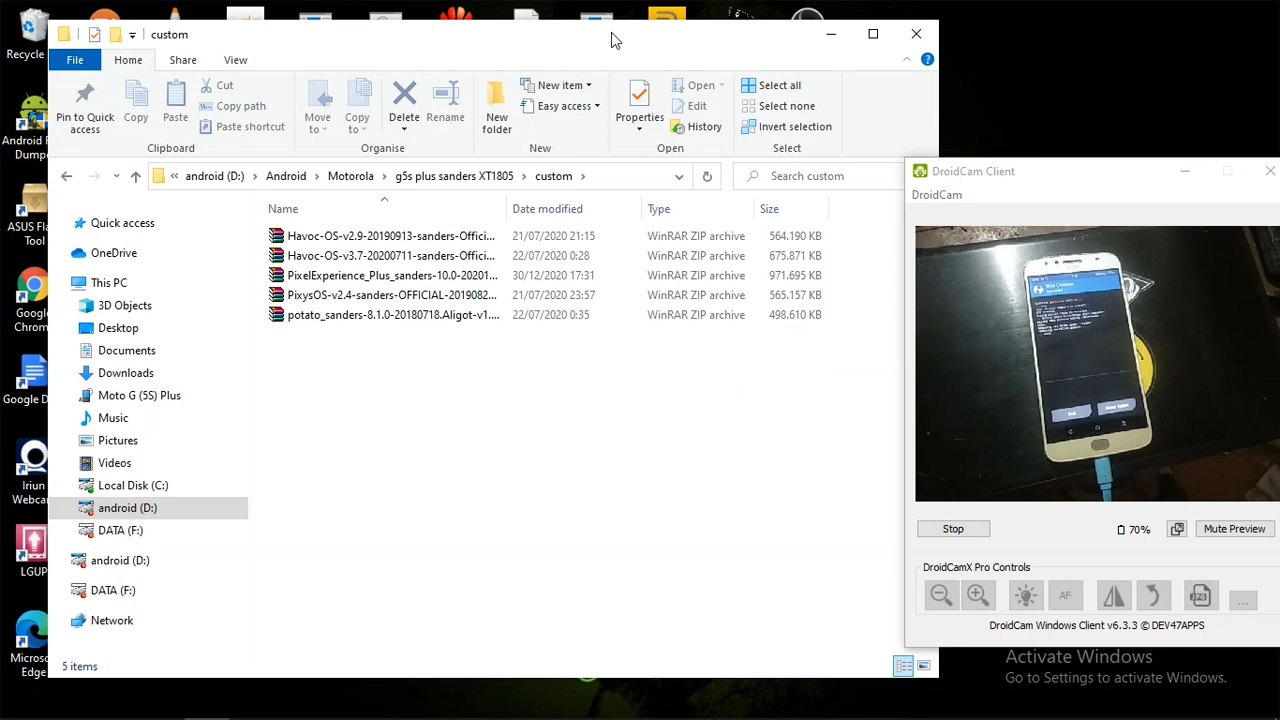 custom
File
Home
Share
View
Pin to Quick access
Copy
Paste
Cut
Copy path
Paste shortcut
Clipboard
Move to
Copy to
Delete
Rename
Organise
New folder
New item
Easy access
New
Properties
Open
Edit
History
Open
Select all
Select none
Invert selection
Select
« android (D:) › Android › Motorola › g5s plus sanders XT1805 › custom ›
Search custom
Name
Date modified
Type
Size
Havoc-OS-v2.9-20190913-sanders-Offici... 21/07/2020 21:15 WinRAR ZIP archive 564.190 KB
Havoc-OS-v3.7-20200711-sanders-Offici... 22/07/2020 0:28 WinRAR ZIP archive 675.871 KB
PixelExperience_Plus_sanders-10.0-20201... 30/12/2020 17:31 WinRAR ZIP archive 971.695 KB
PixysOS-v2.4-sanders-OFFICIAL-2019082... 21/07/2020 23:57 WinRAR ZIP archive 565.157 KB
potato_sanders-8.1.0-20180718.Aligot-v1.... 22/07/2020 0:35 WinRAR ZIP archive 498.610 KB
Quick access
OneDrive
This PC
3D Objects
Desktop
Documents
Downloads
Moto G (5S) Plus
Music
Pictures
Videos
Local Disk (C:)
android (D:)
DATA (F:)
android (D:)
DATA (F:)
Network
5 items
Recycle
Android
Dumpe
ASUS Fla
Tool
Google
Chrom
Google D
Iriun
Webcar
LGUP
Microso
Edge
DroidCam Client
DroidCam
Stop
70%
Mute Preview
DroidCamX Pro Controls
AF
JPG
...
DroidCam Windows Client v6.3.3 © DEV47APPS
Activate Windows
Go to Settings to activate Windows.